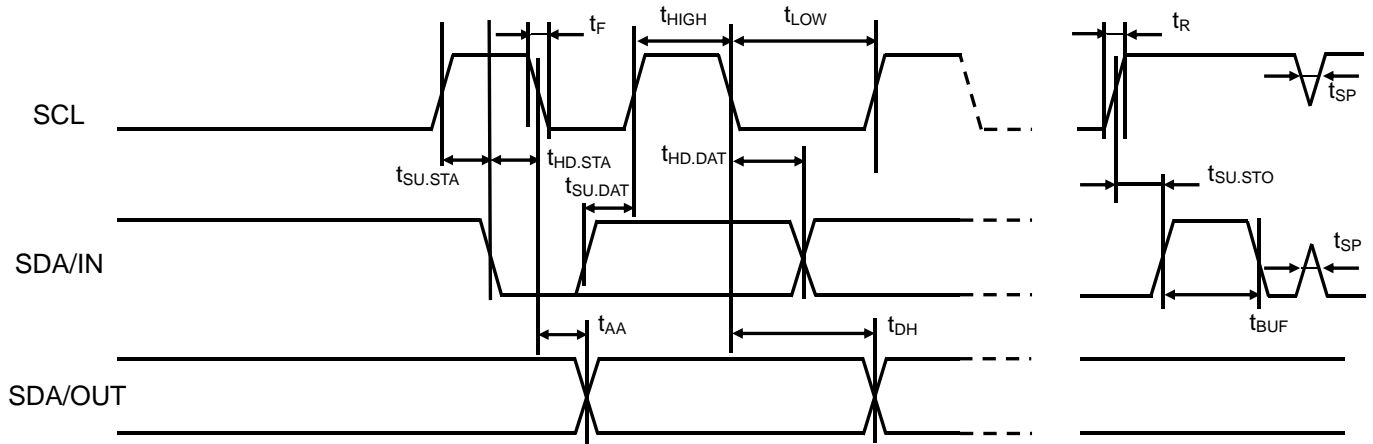 tF
tHIGH
tLOW
tR
SCL
tSP
tSU.STA
tHD.STA
tSU.DAT
tHD.DAT
tSU.STO
SDA/IN
tSP
tAA
tDH
tBUF
SDA/OUT